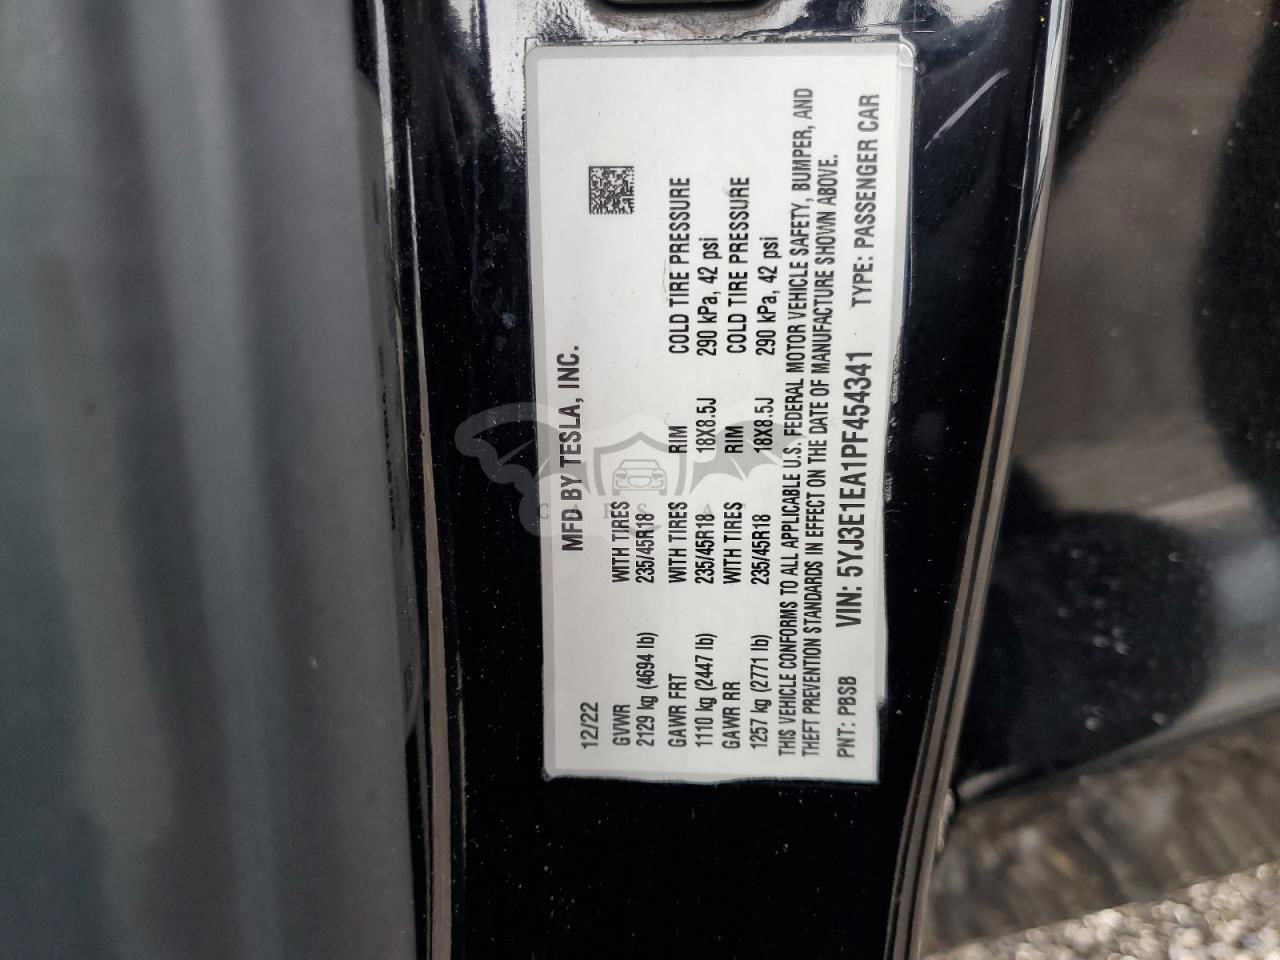 MFD BY TESLA, INC.
12/22
GVWR WITH TIRES
2129 kg (4694 lb) 235/45R18
GAWR FRT WITH TIRES RIM COLD TIRE PRESSURE
1110 kg (2447 lb) 235/45R18 18X8.5J 290 kPa, 42 psi
GAWR RR WITH TIRES RIM COLD TIRE PRESSURE
1257 kg (2771 lb) 235/45R18 18X8.5J 290 kPa, 42 psi
THIS VEHICLE CONFORMS TO ALL APPLICABLE U.S. FEDERAL MOTOR VEHICLE SAFETY, BUMPER, AND
THEFT PREVENTION STANDARDS IN EFFECT ON THE DATE OF MANUFACTURE SHOWN ABOVE.
PNT: PBSB VIN: 5YJ3E1EA1PF454341 TYPE: PASSENGER CAR